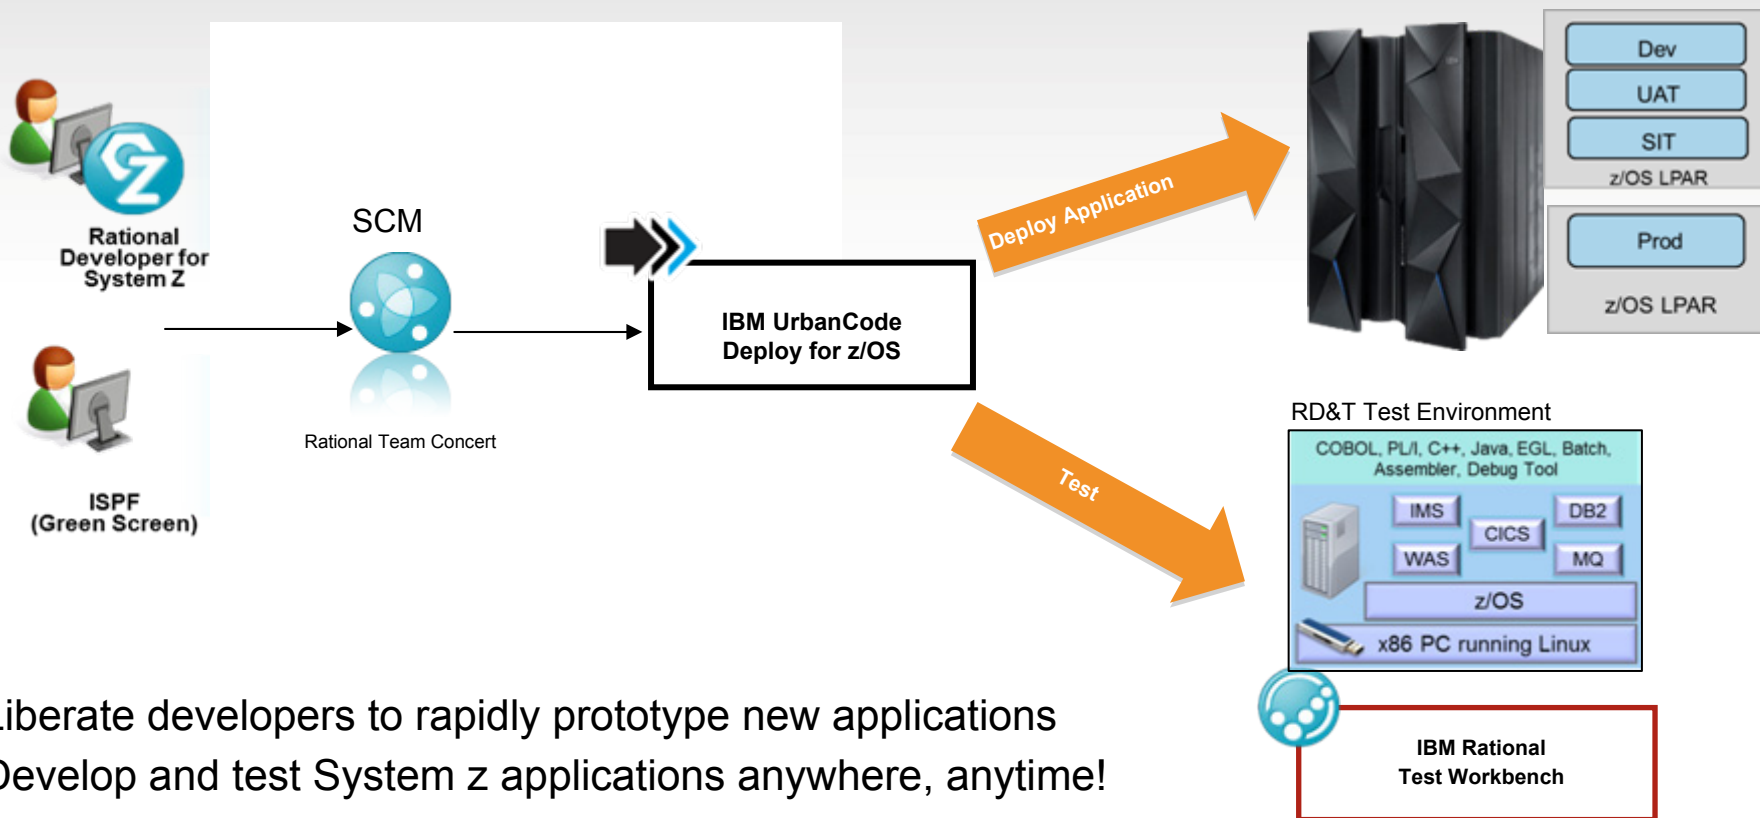 Rational
Developer for
System Z
ISPF
(Green Screen)
SCM
Rational Team Concert
IBM UrbanCode
Deploy for z/OS
Deploy Application
Test
Dev
UAT
SIT
z/OS LPAR
Prod
z/OS LPAR
RD&T Test Environment
COBOL, PL/I, C++, Java, EGL, Batch,
Assembler, Debug Tool
IMS
DB2
CICS
WAS
MQ
z/OS
x86 PC running Linux
IBM Rational
Test Workbench
Liberate developers to rapidly prototype new applications
Develop and test System z applications anywhere, anytime!